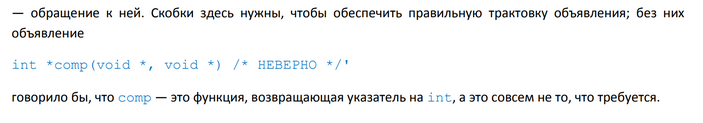 — обращение к ней. Скобки здесь нужны, чтобы обеспечить правильную трактовку объявления; без них
объявление
int *comp(void *, void *) /* НЕВЕРНО */'
говорило бы, что comp — это функция, возвращающая указатель на int, а это совсем не то, что требуется.